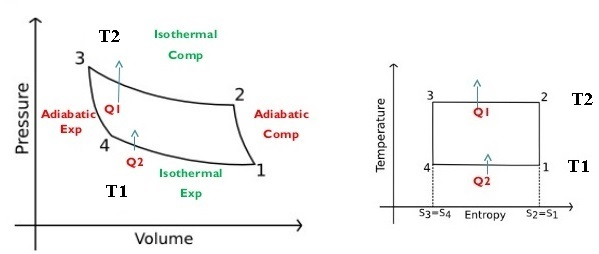 T2
Isothermal
Comp
3
2
Q1
Adiabatic
Exp
Adiabatic
Comp
4
Q2
1
Isothermal
Exp
T1
Pressure
Volume
3
2
T2
Q1
4
1
T1
Q2
Temperature
S3=S4
Entropy
S2=S1